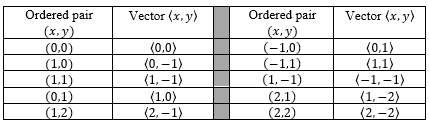 Ordered pair (x, y) Vector ⟨x, y⟩ Ordered pair (x, y) Vector ⟨x, y⟩
(0,0) ⟨0,0⟩ (−1,0) ⟨0,1⟩
(1,0) ⟨0, −1⟩ (−1,1) ⟨1,1⟩
(1,1) ⟨1, −1⟩ (1, −1) ⟨−1, −1⟩
(0,1) ⟨1,0⟩ (2,1) ⟨1, −2⟩
(1,2) ⟨2, −1⟩ (2,2) ⟨2, −2⟩